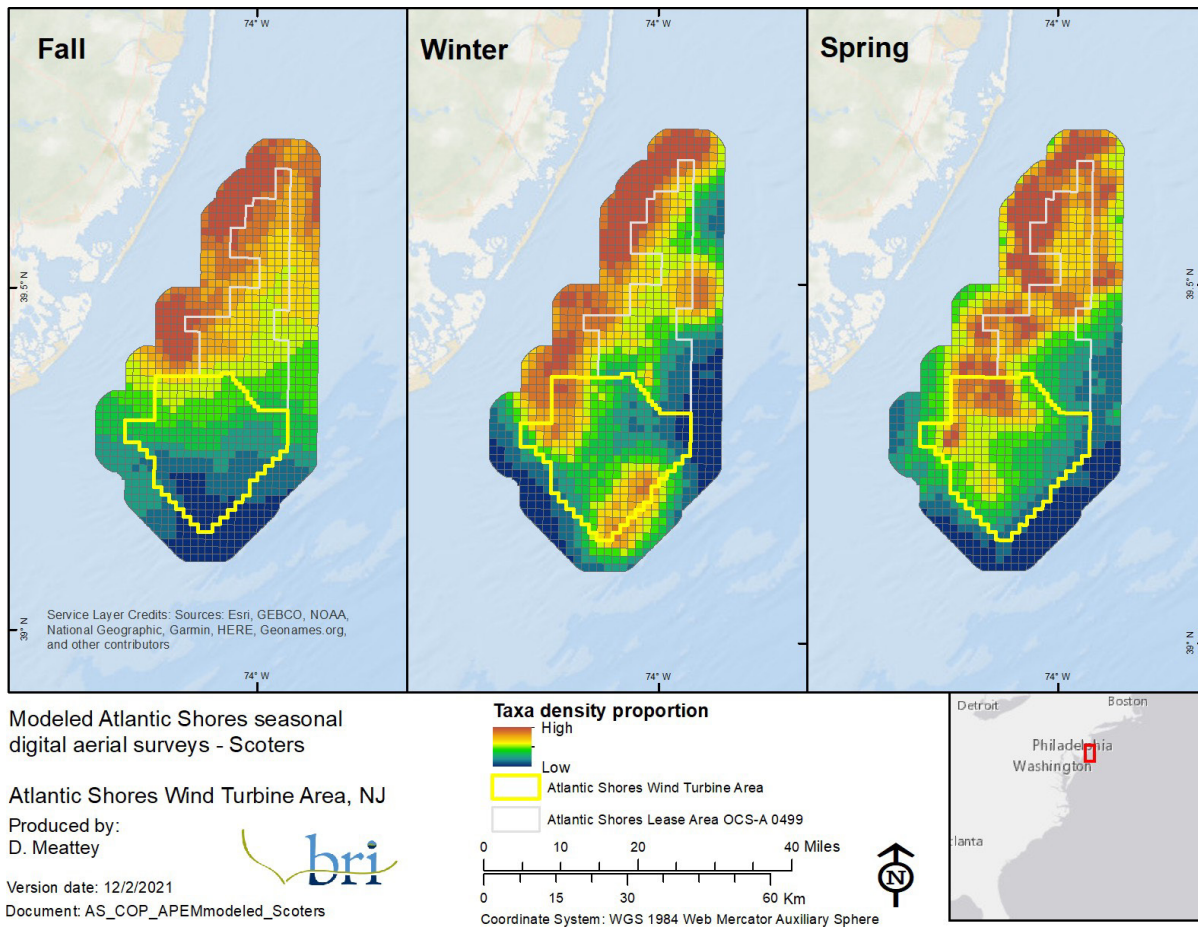 74° W
74° W
74° W
Fall
Winter
Spring
39.5° N
39.5° N
39° N
39° N
Service Layer Credits: Sources: Esri, GEBCO, NOAA,
National Geographic, Garmin, HERE, Geonames.org,
and other contributors
74° W
74° W
74° W
Modeled Atlantic Shores seasonal
digital aerial surveys - Scoters
Atlantic Shores Wind Turbine Area, NJ
Produced by:
D. Meattey
bri
Version date: 12/2/2021
Document: AS_COP_APEMmodeled_Scoters
Taxa density proportion
High
Low
Atlantic Shores Wind Turbine Area
Atlantic Shores Lease Area OCS-A 0499
0 10 20 40 Miles
0 15 30 60 Km
N
Coordinate System: WGS 1984 Web Mercator Auxiliary Sphere
Detroit
Boston
Philadelphia
Washington
lanta